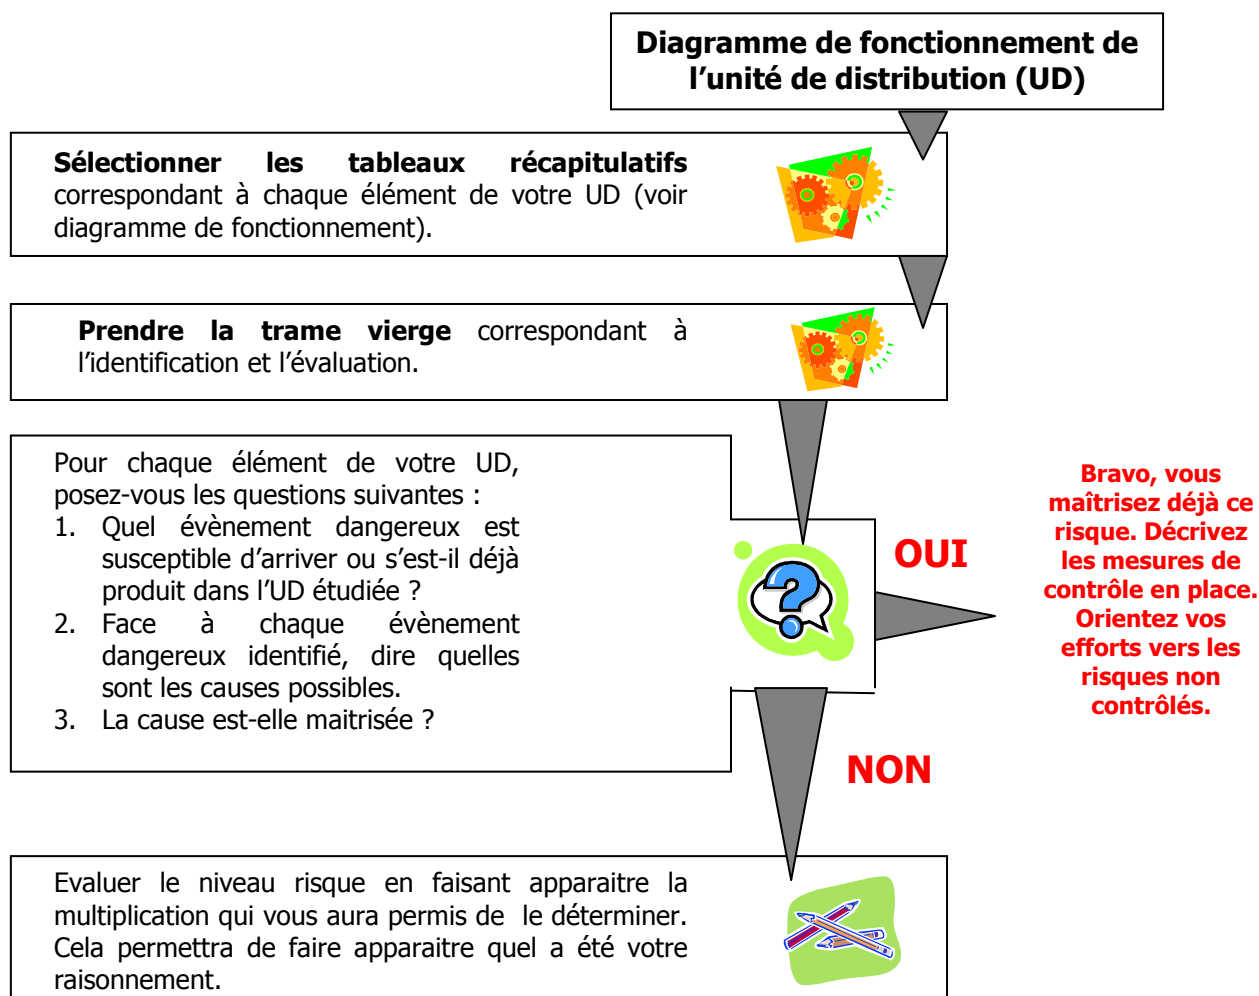 Diagramme de fonctionnement de
l'unité de distribution (UD)
Sélectionner les tableaux récapitulatifs
correspondant à chaque élément de votre UD (voir
diagramme de fonctionnement).
Prendre la trame vierge correspondant à
l'identification et l'évaluation.
Pour chaque élément de votre UD,
posez-vous les questions suivantes :
1. Quel évènement dangereux est
susceptible d'arriver ou s'est-il déjà
produit dans l'UD étudiée ?
2. Face à chaque évènement
dangereux identifié, dire quelles
sont les causes possibles.
3. La cause est-elle maitrisée ?
OUI
Bravo, vous
maîtrisez déjà ce
risque. Décrivez
les mesures de
contrôle en place.
Orientez vos
efforts vers les
risques non
contrôlés.
NON
Evaluer le niveau risque en faisant apparaitre la
multiplication qui vous aura permis de le déterminer.
Cela permettra de faire apparaitre quel a été votre
raisonnement.